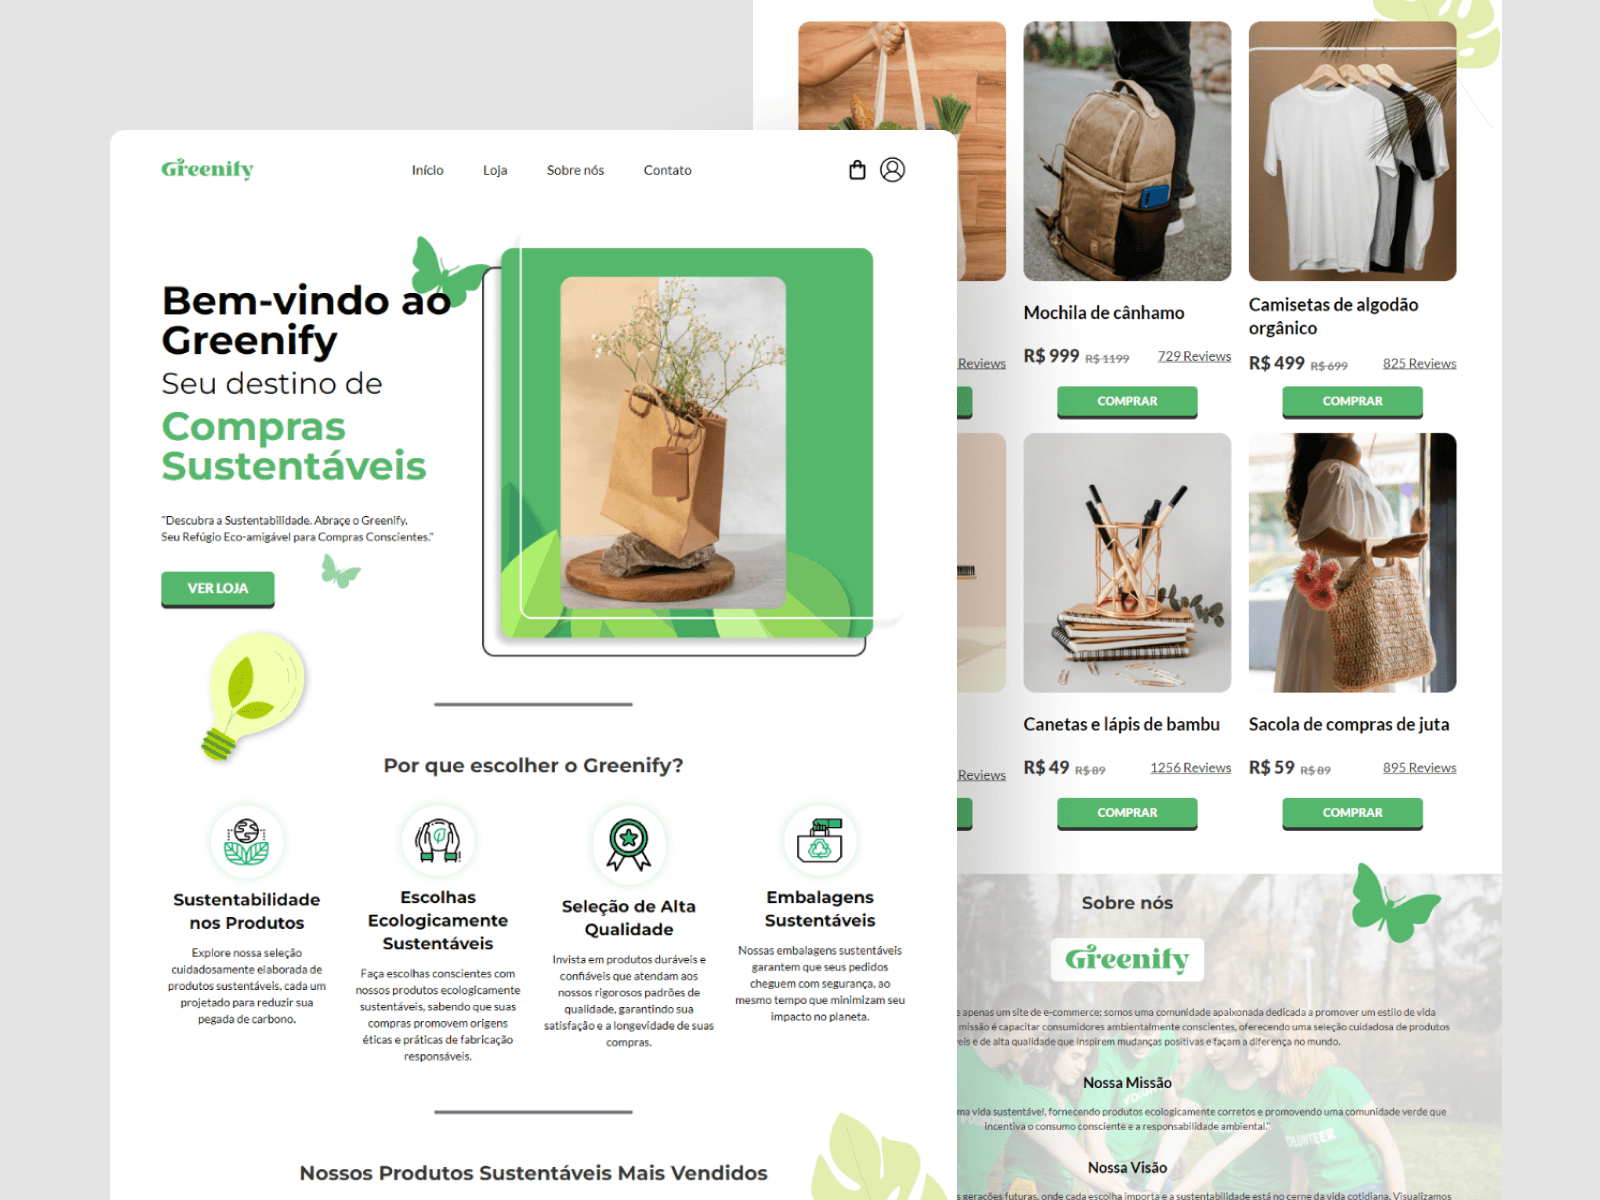 Greenify
Início
Loja
Sobre nós
Contato
Bem-vindo ao
Greenify
Seu destino de
Compras
Sustentáveis
"Descubra a Sustentabilidade. Abraçe o Greenify,
Seu Refúgio Eco-amigável para Compras Conscientes."
VER LOJA
Por que escolher o Greenify?
Sustentabilidade
nos Produtos
Explore nossa seleção
cuidadosamente elaborada de
produtos sustentáveis, cada um
projetado para reduzir sua
pegada de carbono.
Escolhas
Ecologicamente
Sustentáveis
Faça escolhas conscientes com
nossos produtos ecologicamente
sustentáveis, sabendo que suas
compras promovem origens
éticas e práticas de fabricação
responsáveis.
Seleção de Alta
Qualidade
Invista em produtos duráveis e
confiáveis que atendam aos
nossos rigorosos padrões de
qualidade, garantindo sua
satisfação e a longevidade de suas
compras.
Embalagens
Sustentáveis
Nossas embalagens sustentáveis
garantem que seus pedidos
cheguem com segurança, ao
mesmo tempo que minimizam seu
impacto no planeta.
Nossos Produtos Sustentáveis Mais Vendidos
Reviews
Mochila de cânhamo
R$ 999 R$ 1199 729 Reviews
COMPRAR
Camisetas de algodão
orgânico
R$ 499 R$ 699 825 Reviews
COMPRAR
Reviews
Canetas e lápis de bambu
R$ 49 R$ 89 1256 Reviews
COMPRAR
Sacola de compras de juta
R$ 59 R$ 89 895 Reviews
COMPRAR
Sobre nós
Greenify
apenas um site de e-commerce; somos uma comunidade apaixonada dedicada a promover um estilo de vida
missão é capacitar consumidores ambientalmente conscientes, oferecendo uma seleção cuidadosa de produtos
e de alta qualidade que inspirem mudanças positivas e façam a diferença no mundo.
Nossa Missão
vida sustentável, fornecendo produtos ecologicamente corretos e promovendo uma comunidade verde que
incentiva o consumo consciente e a responsabilidade ambiental."
VOLUNTEER
Nossa Visão
gerações futuras, onde cada escolha importa e a sustentabilidade está no cerne da vida cotidiana. Visualizamos